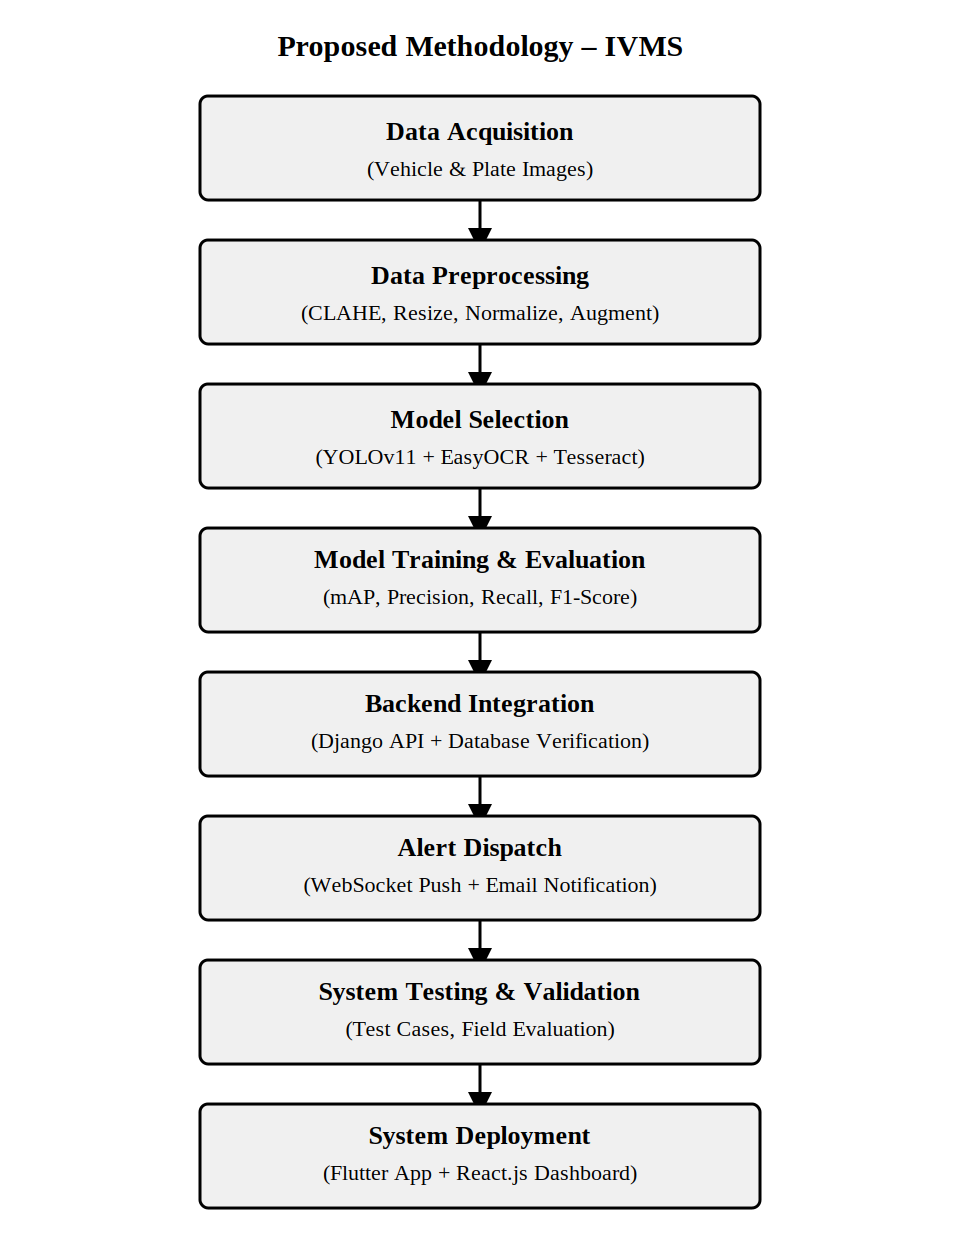 Proposed Methodology – IVMS
Data Acquisition
(Vehicle & Plate Images)
Data Preprocessing
(CLAHE, Resize, Normalize, Augment)
Model Selection
(YOLOv11 + EasyOCR + Tesseract)
Model Training & Evaluation
(mAP, Precision, Recall, F1-Score)
Backend Integration
(Django API + Database Verification)
Alert Dispatch
(WebSocket Push + Email Notification)
System Testing & Validation
(Test Cases, Field Evaluation)
System Deployment
(Flutter App + React.js Dashboard)